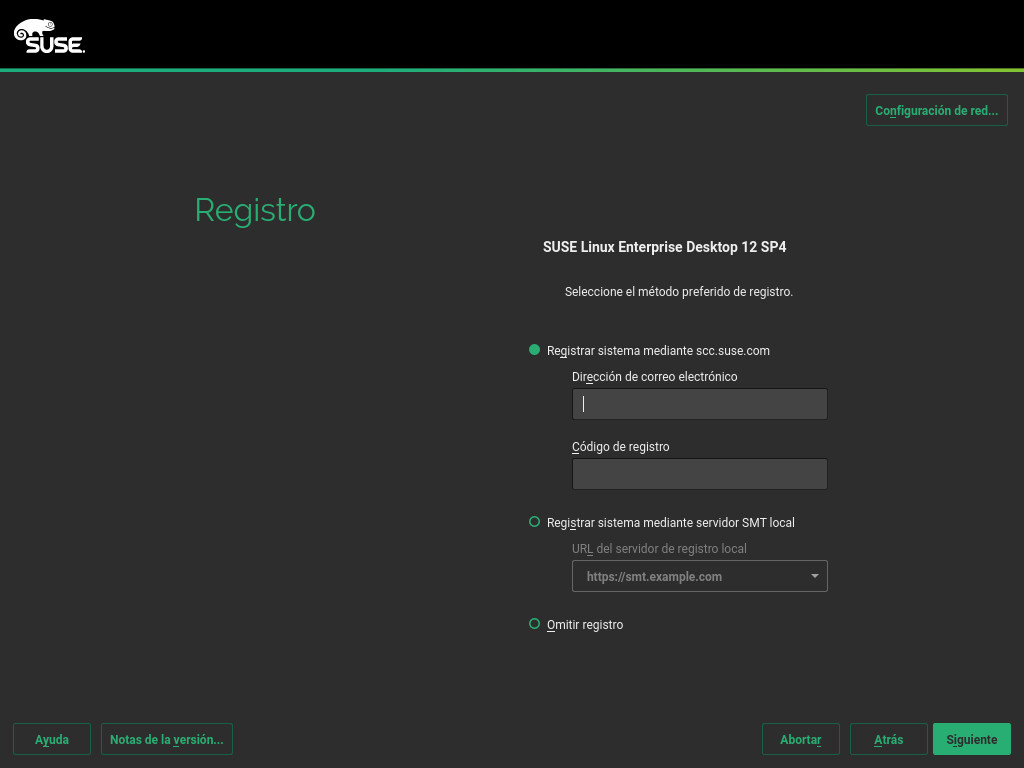 SUSE
Configuración de red...
Registro
SUSE Linux Enterprise Desktop 12 SP4
Seleccione el método preferido de registro.
Registrar sistema mediante scc.suse.com
Dirección de correo electrónico
Código de registro
Registrar sistema mediante servidor SMT local
URL del servidor de registro local
https://smt.example.com
Omitir registro
Ayuda
Notas de la versión...
Abortar
Atrás
Siguiente